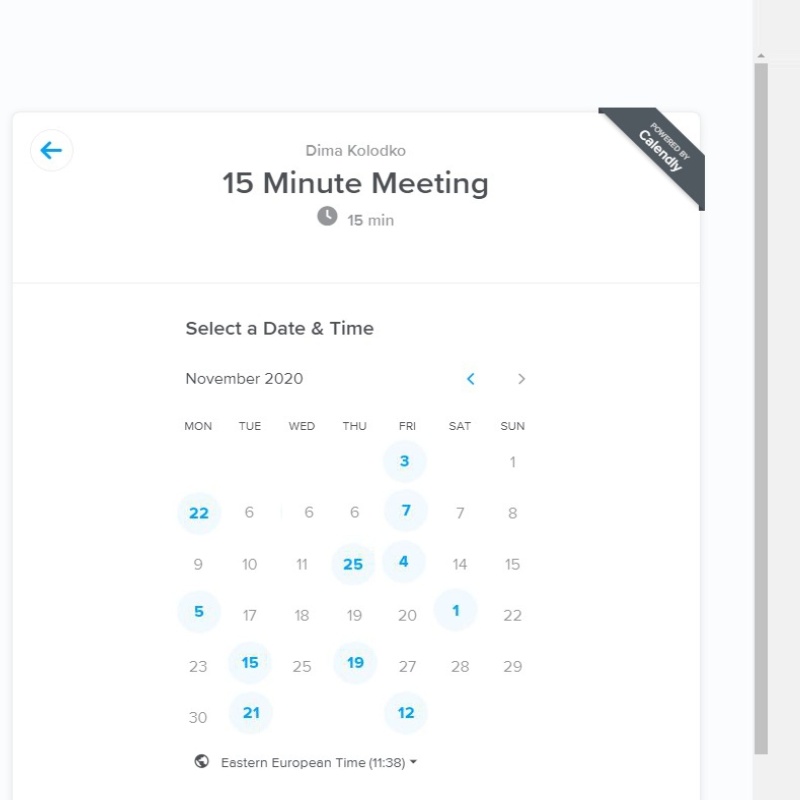 POWERED BY
Calendly
Dima Kolodko
15 Minute Meeting
15 min
Select a Date & Time
November 2020
MON TUE WED THU FRI SAT SUN
3 1
22 6 6 6 7 7 8
9 10 11 25 4 14 15
5 17 18 19 20 1 22
23 15 25 19 27 28 29
30 21 12
Eastern European Time (11:38)